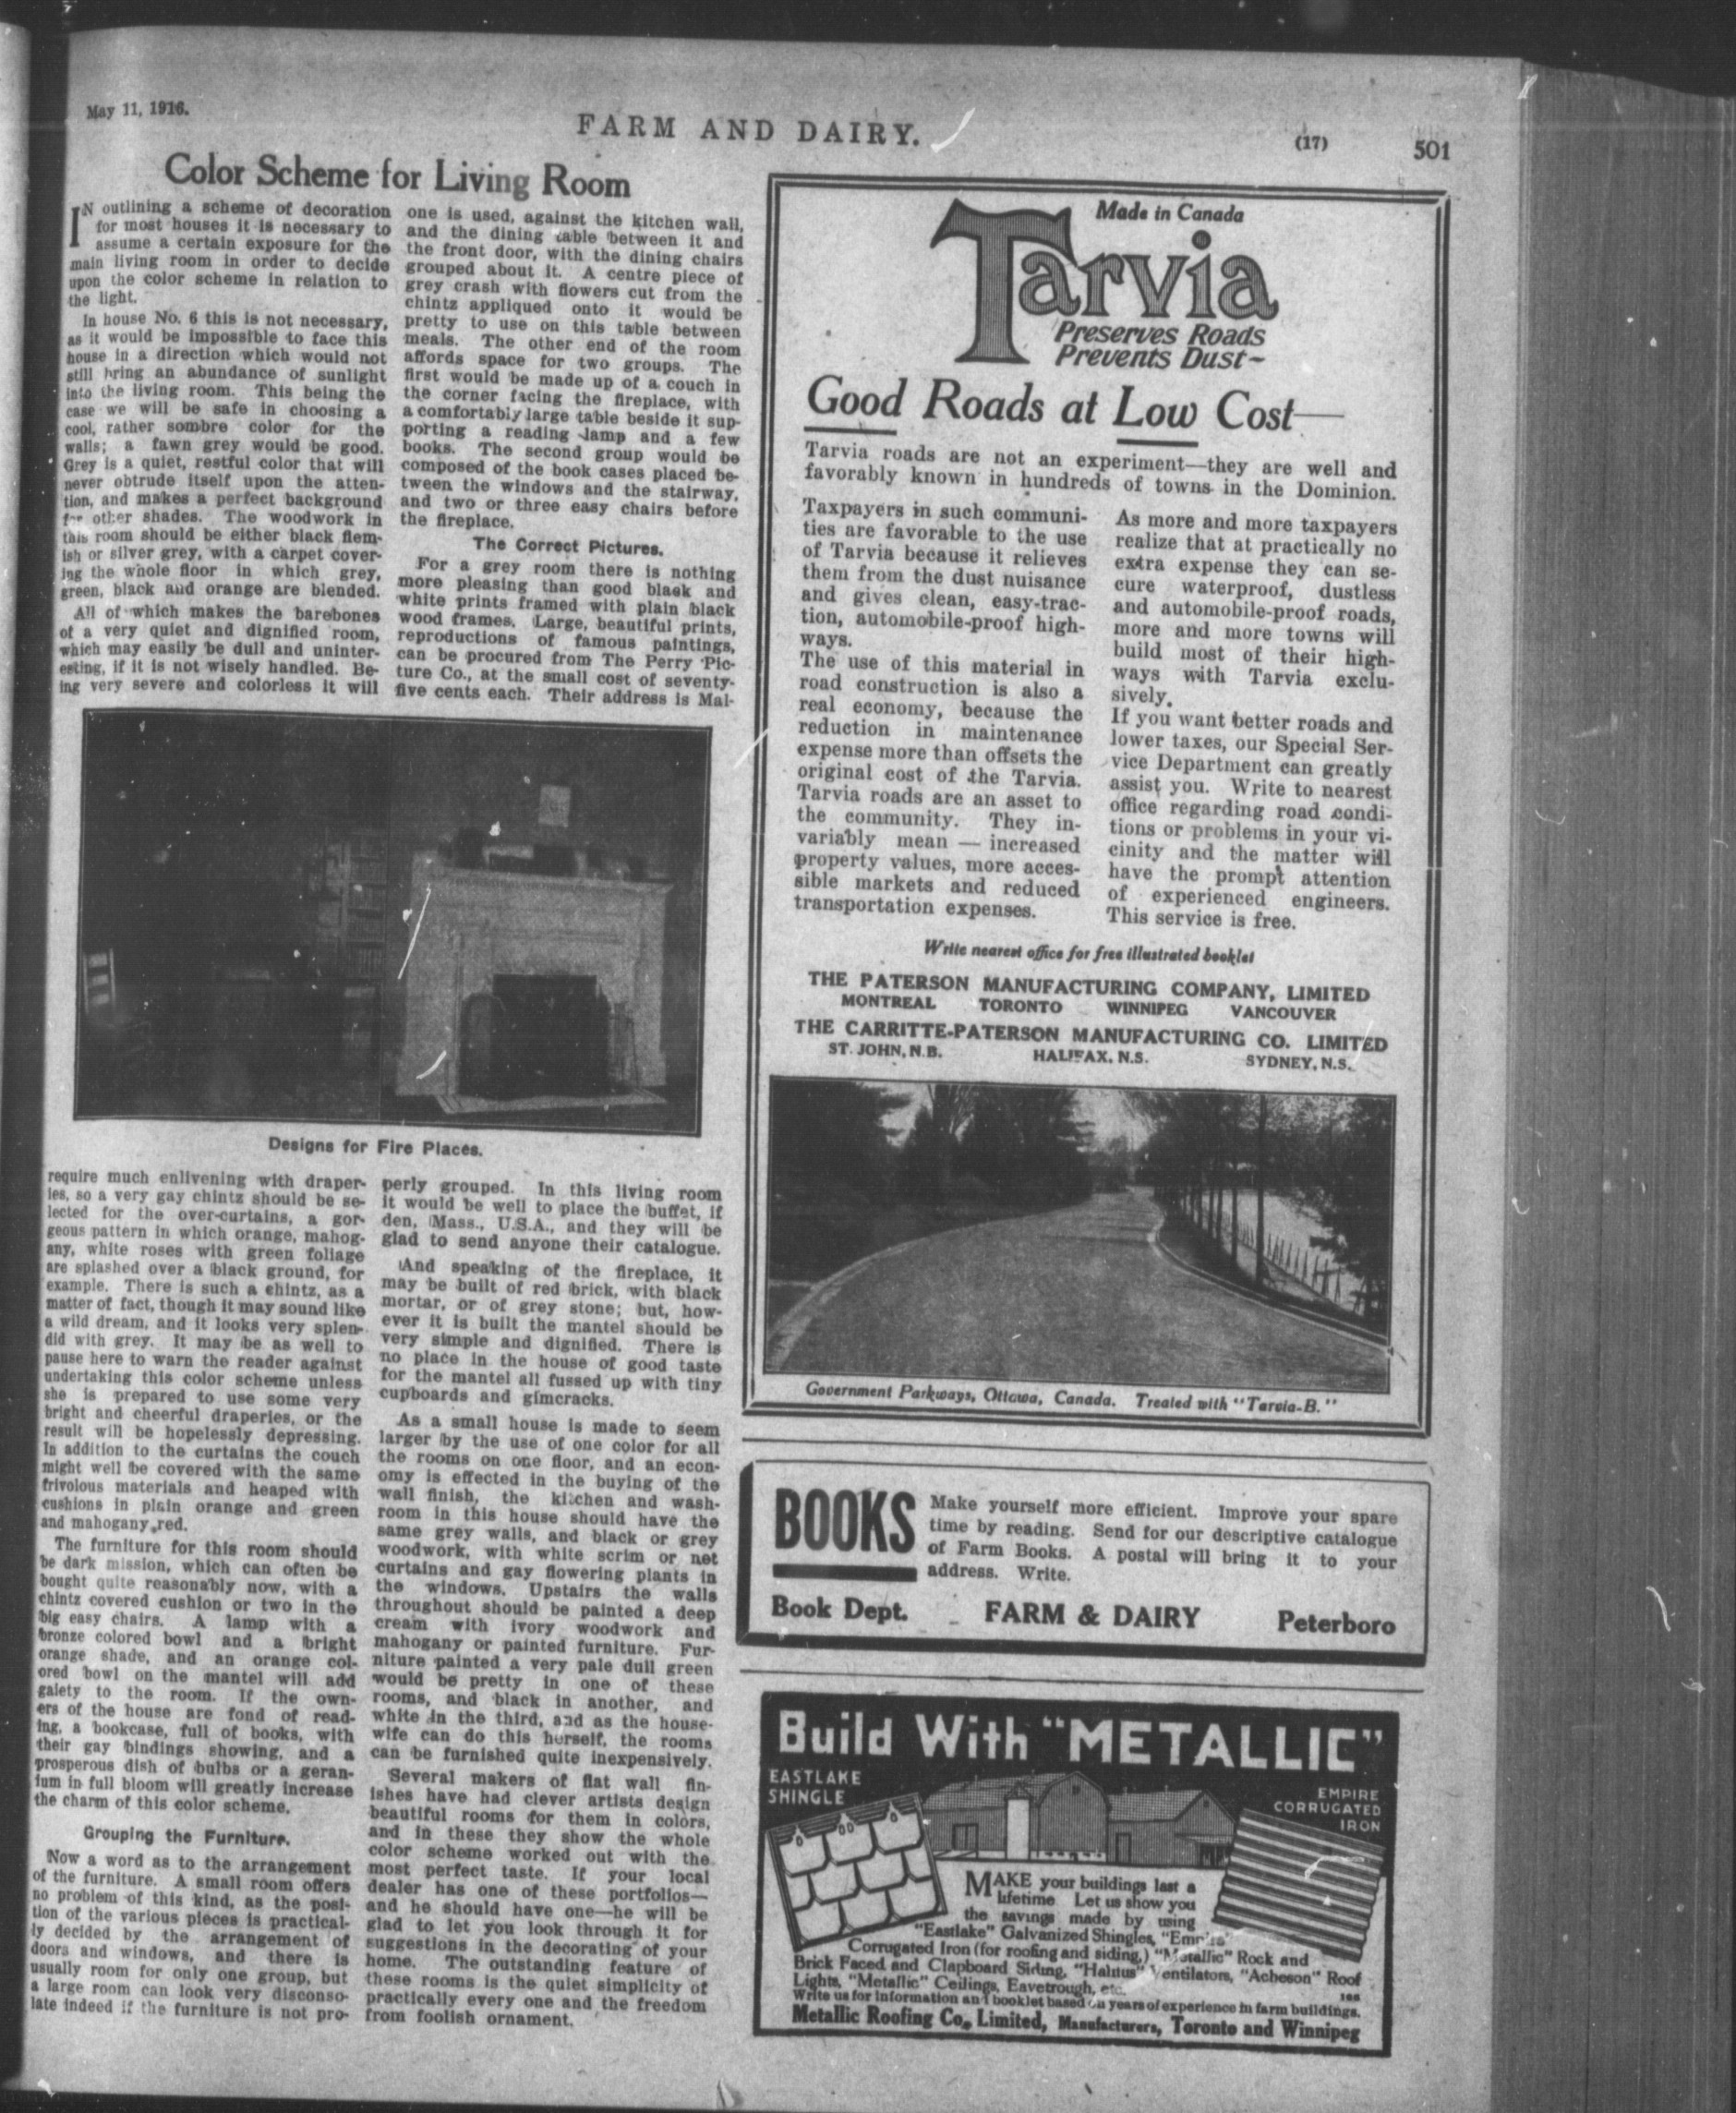 May 11, 1916.
FARM AND DAIRY.
(17)
501
Color Scheme for Living Room
IN outlining a scheme of decoration
for most houses it is necessary to
assume a certain exposure for the
main living room in order to decide
upon the color scheme in relation to
the light.
In house No. 6 this is not necessary,
as it would be impossible to face this
house in a direction which would not
still bring an abundance of sunlight
into the living room. This being the
case we will be safe in choosing a
cool, rather sombre color for the
walls; a fawn grey would be good.
Grey is a quiet, restful color that will
never obtrude itself upon the atten-
tion, and makes a perfect background
for other shades. The woodwork in
this room should be either black flem-
ish or silver grey, with a carpet cover-
ing the whole floor in which grey,
green, black and orange are blended.
All of which makes the barebones
of a very quiet and dignified room,
which may easily be dull and uninter-
esting, if it is not wisely handled. Be-
ing very severe and colorless it will
one is used, against the kitchen wall,
and the dining table between it and
the front door, with the dining chairs
grouped about it. A centre piece of
grey crash with flowers cut from the
chintz appliqued onto it would be
pretty to use on this table between
meals. The other end of the room
affords space for two groups. The
first would be made up of a couch in
the corner facing the fireplace, with
a comfortably large table beside it sup-
porting a reading lamp and a few
books. The second group would be
composed of the book cases placed be-
tween the windows and the stairway,
and two or three easy chairs before
the fireplace.
The Correct Pictures.
For a grey room there is nothing
more pleasing than good black and
white prints framed with plain black
wood frames. Large, beautiful prints,
reproductions of famous paintings,
can be procured from The Perry Pic-
ture Co., at the small cost of seventy-
five cents each. Their address is Mal-
Designs for Fire Places.
require much enlivening with draper-
ies, so a very gay chintz should be se-
lected for the over-curtains, a gor-
geous pattern in which orange, mahog-
any, white roses with green foliage
are splashed over a black ground, for
example. There is such a chintz, as a
matter of fact, though it may sound like
a wild dream, and it looks very splen-
did with grey. It may be as well to
pause here to warn the reader against
undertaking this color scheme unless
she is prepared to use some very
bright and cheerful draperies, or the
result will be hopelessly depressing.
In addition to the curtains the couch
might well be covered with the same
frivolous materials and heaped with
cushions in plain orange and green
and mahogany red.
The furniture for this room should
be dark mission, which can often be
bought quite reasonably now, with a
chintz covered cushion or two in the
big easy chairs. A lamp with a
bronze colored bowl and a bright
orange shade, and an orange col-
ored bowl on the mantel will add
gaiety to the room. If the own-
ers of the house are fond of read-
ing, a bookcase, full of books, with
their gay bindings showing, and a
prosperous dish of bulbs or a geran-
ium in full bloom will greatly increase
the charm of this color scheme.
Grouping the Furniture.
Now a word as to the arrangement
of the furniture. A small room offers
no problem of this kind, as the posi-
tion of the various pieces is practical-
ly decided by the arrangement of
doors and windows, and there is
usually room for only one group, but
a large room can look very disconso-
late indeed if the furniture is not pro-
perly grouped. In this living room
it would be well to place the buffet, if
den, Mass., U.S.A., and they will be
glad to send anyone their catalogue.
And speaking of the fireplace, it
may be built of red brick, with black
mortar, or of grey stone; but, how-
ever it is built the mantel should be
very simple and dignified. There is
no place in the house of good taste
for the mantel all fussed up with tiny
cupboards and gimcracks.
As a small house is made to seem
larger by the use of one color for all
the rooms on one floor, and an econ-
omy is effected in the buying of the
wall finish, the kitchen and wash-
room in this house should have the
same grey walls, and black or grey
woodwork, with white scrim or net
curtains and gay flowering plants in
the windows. Upstairs the walls
throughout should be painted a deep
cream with ivory woodwork and
mahogany or painted furniture. Fur-
niture painted a very pale dull green
would be pretty in one of these
rooms, and black in another, and
white in the third, and as the house-
wife can do this herself, the rooms
can be furnished quite inexpensively.
Several makers of flat wall fin-
ishes have had clever artists design
beautiful rooms for them in colors,
and in these they show the whole
color scheme worked out with the
most perfect taste. If your local
dealer has one of these portfolios—
and he should have one—he will be
glad to let you look through it for
suggestions in the decorating of your
home. The outstanding feature of
these rooms is the quiet simplicity of
practically every one and the freedom
from foolish ornament.
Made in Canada
Tarvia
Preserves Roads
Prevents Dust~
Good Roads at Low Cost—
Tarvia roads are not an experiment—they are well and
favorably known in hundreds of towns in the Dominion.
Taxpayers in such communi-
ties are favorable to the use
of Tarvia because it relieves
them from the dust nuisance
and gives clean, easy-trac-
tion, automobile-proof high-
ways.
The use of this material in
road construction is also a
real economy, because the
reduction in maintenance
expense more than offsets the
original cost of the Tarvia.
Tarvia roads are an asset to
the community. They in-
variably mean — increased
property values, more acces-
sible markets and reduced
transportation expenses.
As more and more taxpayers
realize that at practically no
extra expense they can se-
cure waterproof, dustless
and automobile-proof roads,
more and more towns will
build most of their high-
ways with Tarvia exclu-
sively.
If you want better roads and
lower taxes, our Special Ser-
vice Department can greatly
assist you. Write to nearest
office regarding road condi-
tions or problems in your vi-
cinity and the matter will
have the prompt attention
of experienced engineers.
This service is free.
Write nearest office for free illustrated booklet
THE PATERSON MANUFACTURING COMPANY, LIMITED
MONTREAL TORONTO WINNIPEG VANCOUVER
THE CARRITTE-PATERSON MANUFACTURING CO. LIMITED
ST. JOHN, N.B. HALIFAX, N.S. SYDNEY, N.S.
Government Parkways, Ottawa, Canada. Treated with "Tarvia-B."
BOOKS
Make yourself more efficient. Improve your spare
time by reading. Send for our descriptive catalogue
of Farm Books. A postal will bring it to your
address. Write.
Book Dept. FARM & DAIRY Peterboro
Build With "METALLIC"
EASTLAKE
SHINGLE
EMPIRE
CORRUGATED
IRON
MAKE your buildings last a
lifetime Let us show you
the savings made by using
"Eastlake" Galvanized Shingles, "Empire"
Corrugated Iron (for roofing and siding,) "Metallic" Rock and
Brick Faced and Clapboard Siding, "Halitus" Ventilators, "Acheson" Roof
Lights, "Metallic" Ceilings, Eavetrough, etc.
Write us for information and booklet based on years of experience in farm buildings.
Metallic Roofing Co., Limited, Manufacturers, Toronto and Winnipeg